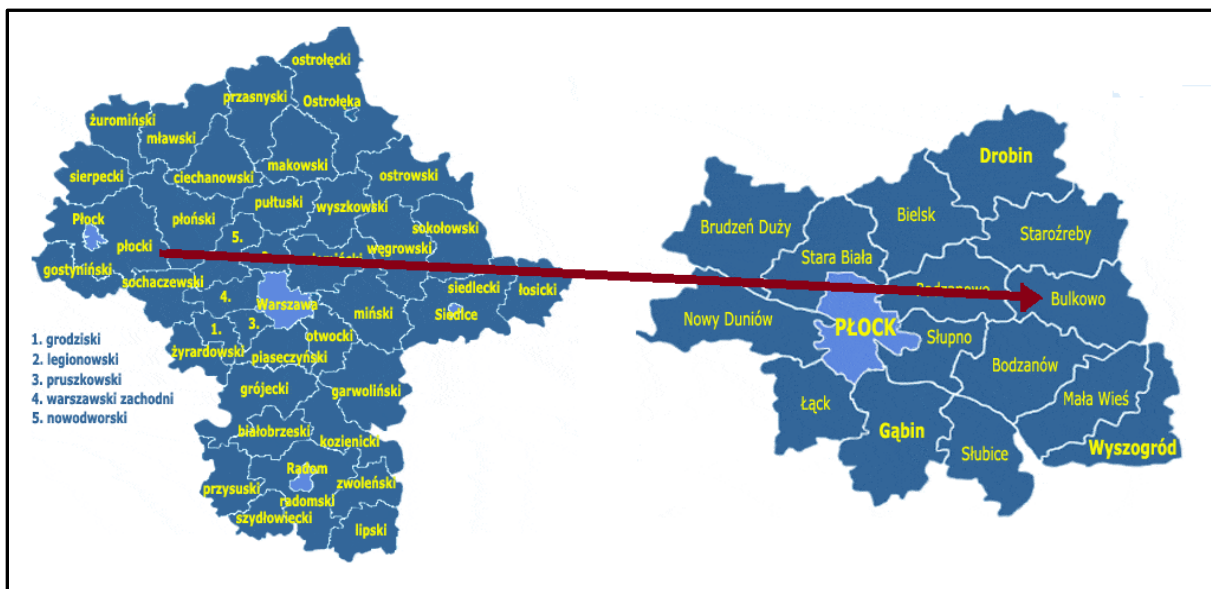 ostrołęcki
przasnyski
Ostrołęka
żuromiński
mławski
makowski
sierpecki
ciechanowski
ostrowski
pułtuski
wyszkowski
Płock
płoński
sokołowski
5.
płocki
węgrowski
gostyniński
sochaczewski
siedlecki
łosicki
4.
Warszawa
miński
Siedlce
1.
3.
otwocki
żyrardowski
piaseczyński
1. grodziski
2. legionowski
3. pruszkowski
4. warszawski zachodni
5. nowodworski
grójecki
garwoliński
białobrzeski
kozienicki
Radom
zwoleński
przysuski
radomski
szydłowiecki
lipski
Drobin
Bielsk
Brudzeń Duży
Staroźreby
Stara Biała
Bulkowo
Nowy Duniów
PŁOCK
Słupno
Bodzanów
Łąck
Mała Wieś
Gąbin
Słubice
Wyszogród